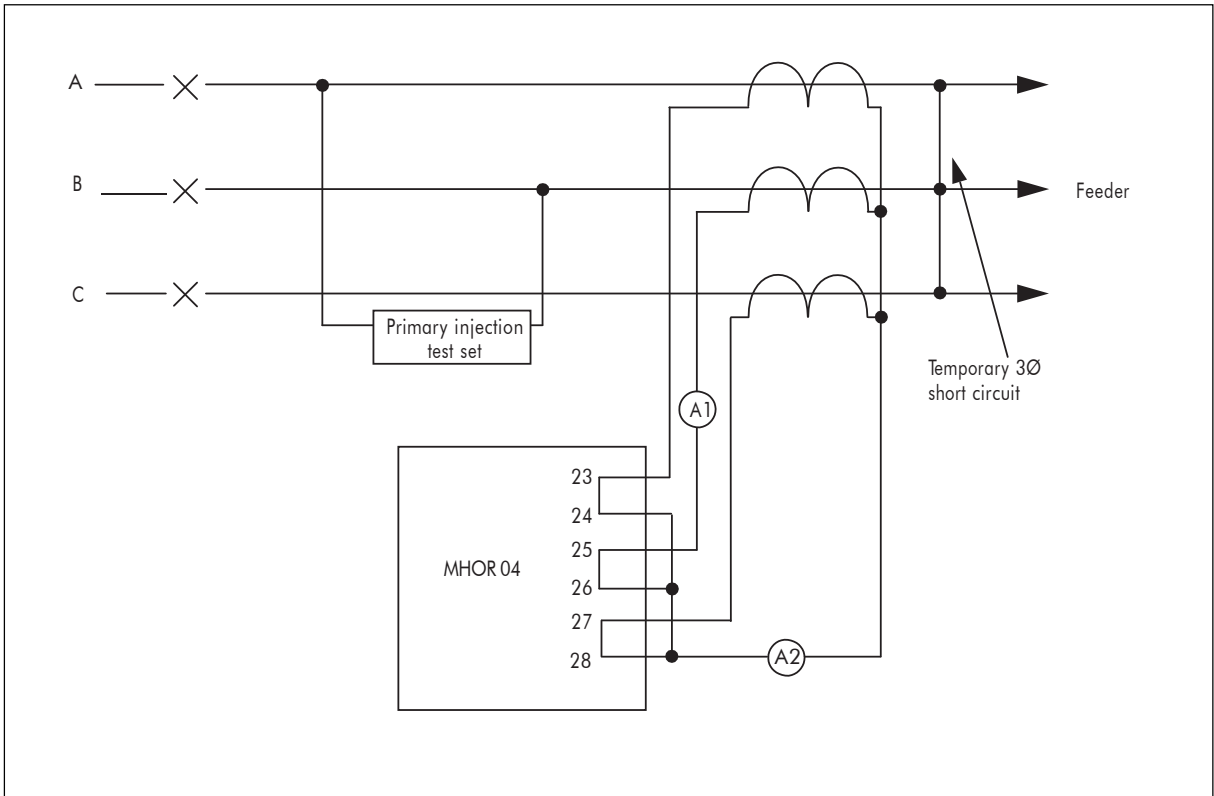 A
B
Feeder
C
Primary injection
test set
Temporary 3Ø
short circuit
A1
23
24
25
MHOR 04
26
27
28
A2